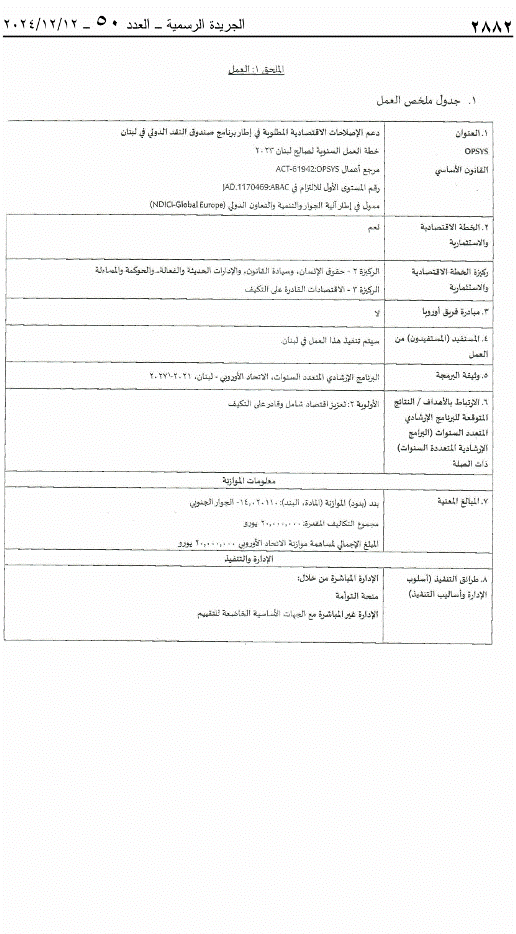 ٢٨٨٢
الجريدة الرسمية ــ العدد ٥٠ ــ ٢٠٢٤/١٢/١٢
الملحق ١: العمل
١. جدول ملخص العمل
١. العنوان
OPSYS
القانون الأساسي
دعم الإصلاحات الاقتصادية المطلوبة في إطار برنامج صندوق النقد الدولي في لبنان
خطة العمل السنوية لصالح لبنان ٢٠٢٣
مرجع أعمال ACT-61942:OPSYS
رقم المستوى الأول للالتزام في JAD.1170469:ABAC
ممول في إطار آلية الجوار والتنمية والتعاون الدولي (NDICI-Global Europe)
٢. الخطة الاقتصادية
والاستثمارية
نعم
ركيزة الخطة الاقتصادية
والاستثمارية
الركيزة ٢ - حقوق الإنسان، وسيادة القانون، والإدارات الحديثة والفعالة، والحوكمة والمساءلة
الركيزة ٣ - الاقتصادات القادرة على التكيف
٣. مبادرة فريق أوروبا
لا
٤. المستفيد (المستفيدون) من
العمل
سيتم تنفيذ هذا العمل في لبنان
٥. وثيقة البرمجة
البرنامج الإرشادي المتعدد السنوات، الاتحاد الأوروبي - لبنان، ٢٠٢١-٢٠٢٧
٦. الارتباط بالأهداف / النتائج
المتوقعة للبرنامج الإرشادي
المتعدد السنوات (البرامج
الإرشادية المتعددة السنوات)
ذات الصلة
الأولوية ٢: تعزيز اقتصاد شامل وقادر على التكيف
معلومات الموازنة
٧. المبالغ المعنية
بند (بنود) الموازنة (المادة، البند): ١٤,٠٢٠١١٠- الجوار الجنوبي
مجموع التكاليف المقدرة: ٢٠,٠٠٠,٠٠٠ يورو
المبلغ الإجمالي لمساهمة موازنة الاتحاد الأوروبي ٢٠,٠٠٠,٠٠٠ يورو
الإدارة والتنفيذ
٨. طرائق التنفيذ (أسلوب
الإدارة وأساليب التنفيذ)
الإدارة المباشرة من خلال:
منحة التوأمة
الإدارة غير المباشرة مع الجهات الأساسية الخاضعة للتقييم